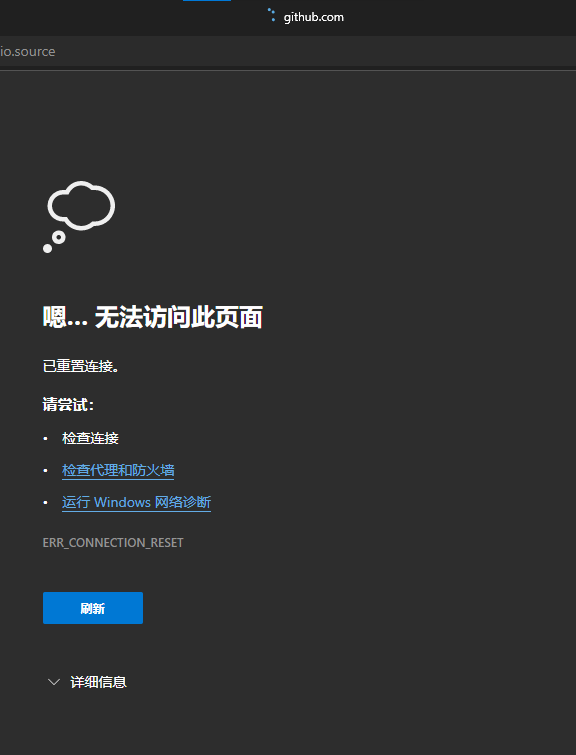 github.com
io.source
嗯... 无法访问此页面
已重置连接。
请尝试：
• 检查连接
• 检查代理和防火墙
• 运行 Windows 网络诊断
ERR_CONNECTION_RESET
刷新
详细信息